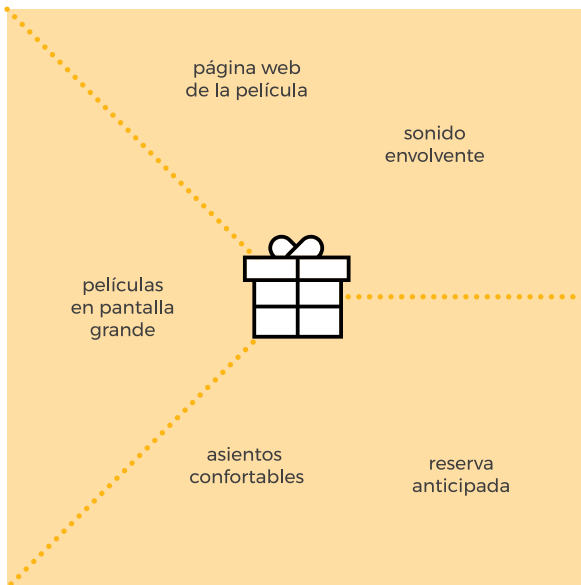 página web
de la película
sonido
envolvente
películas
en pantalla
grande
asientos
confortables
reserva
anticipada